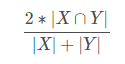 2 * |X ∩ Y|
|X| + |Y|